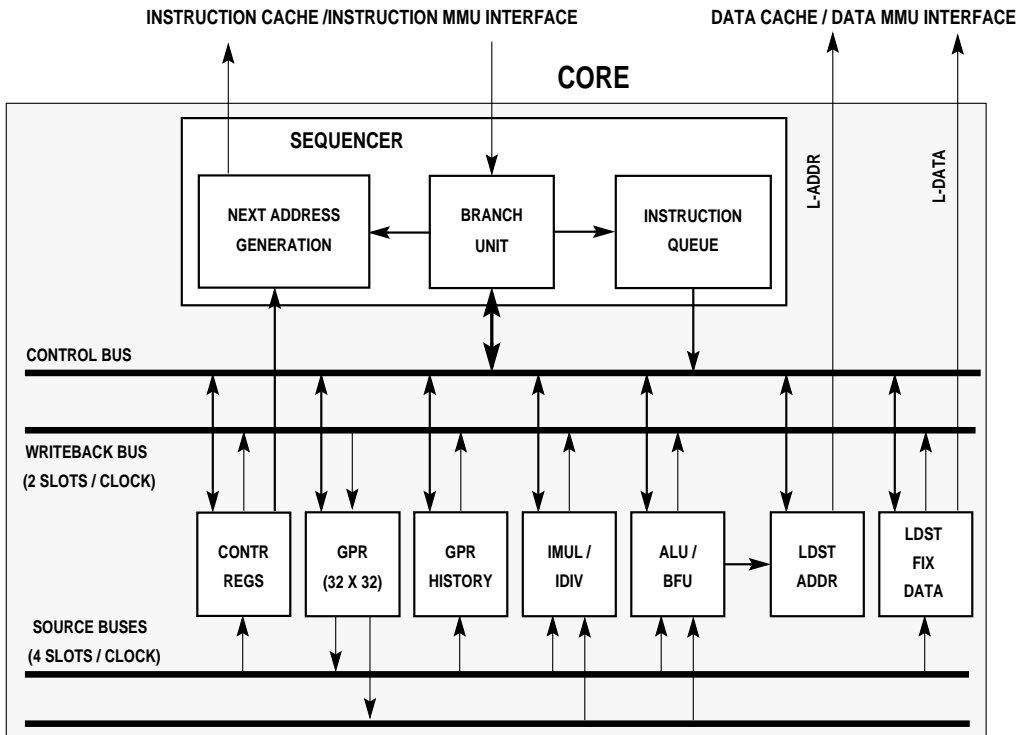 INSTRUCTION CACHE /INSTRUCTION MMU INTERFACE
DATA CACHE / DATA MMU INTERFACE
CORE
SEQUENCER
L-ADDR
L-DATA
NEXT ADDRESS
GENERATION
BRANCH
UNIT
INSTRUCTION
QUEUE
CONTROL BUS
WRITEBACK BUS
(2 SLOTS / CLOCK)
CONTR
REGS
GPR
(32 X 32)
GPR
HISTORY
IMUL /
IDIV
ALU /
BFU
LDST
ADDR
LDST
FIX
DATA
SOURCE BUSES
(4 SLOTS / CLOCK)